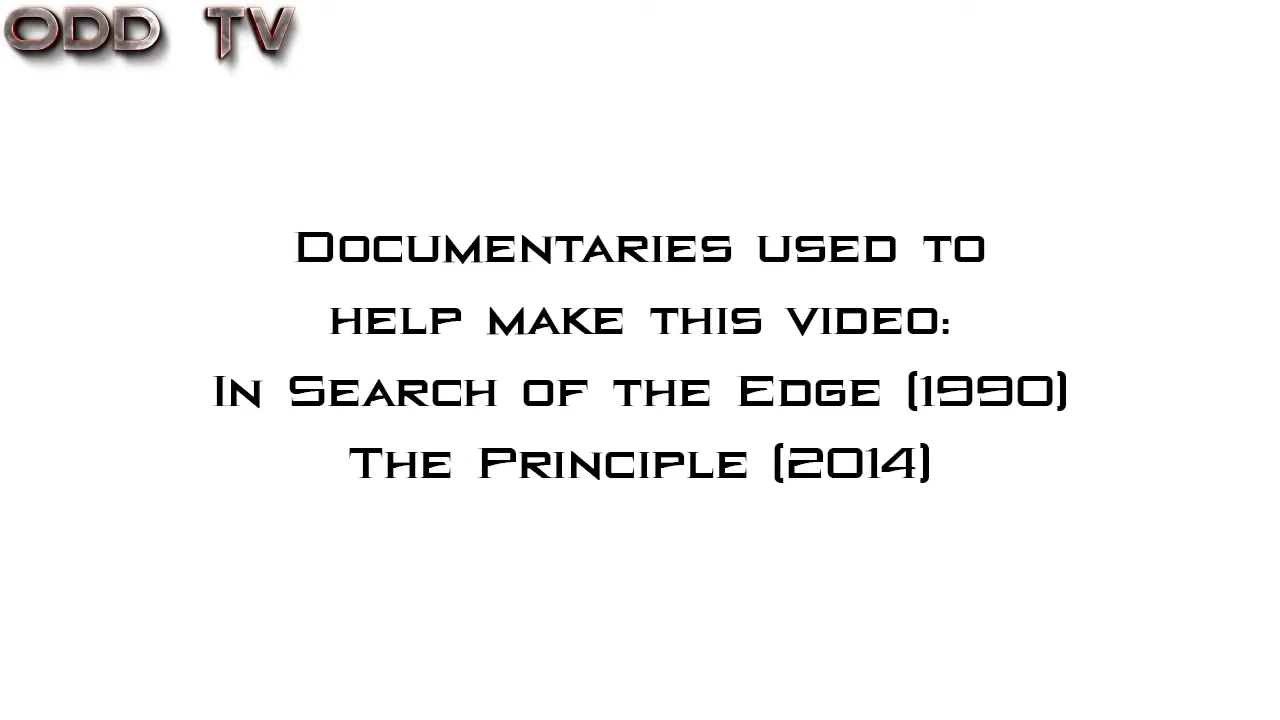 ODD TV
Documentaries used to
help make this video:
In Search of the Edge (1990)
The Principle (2014)